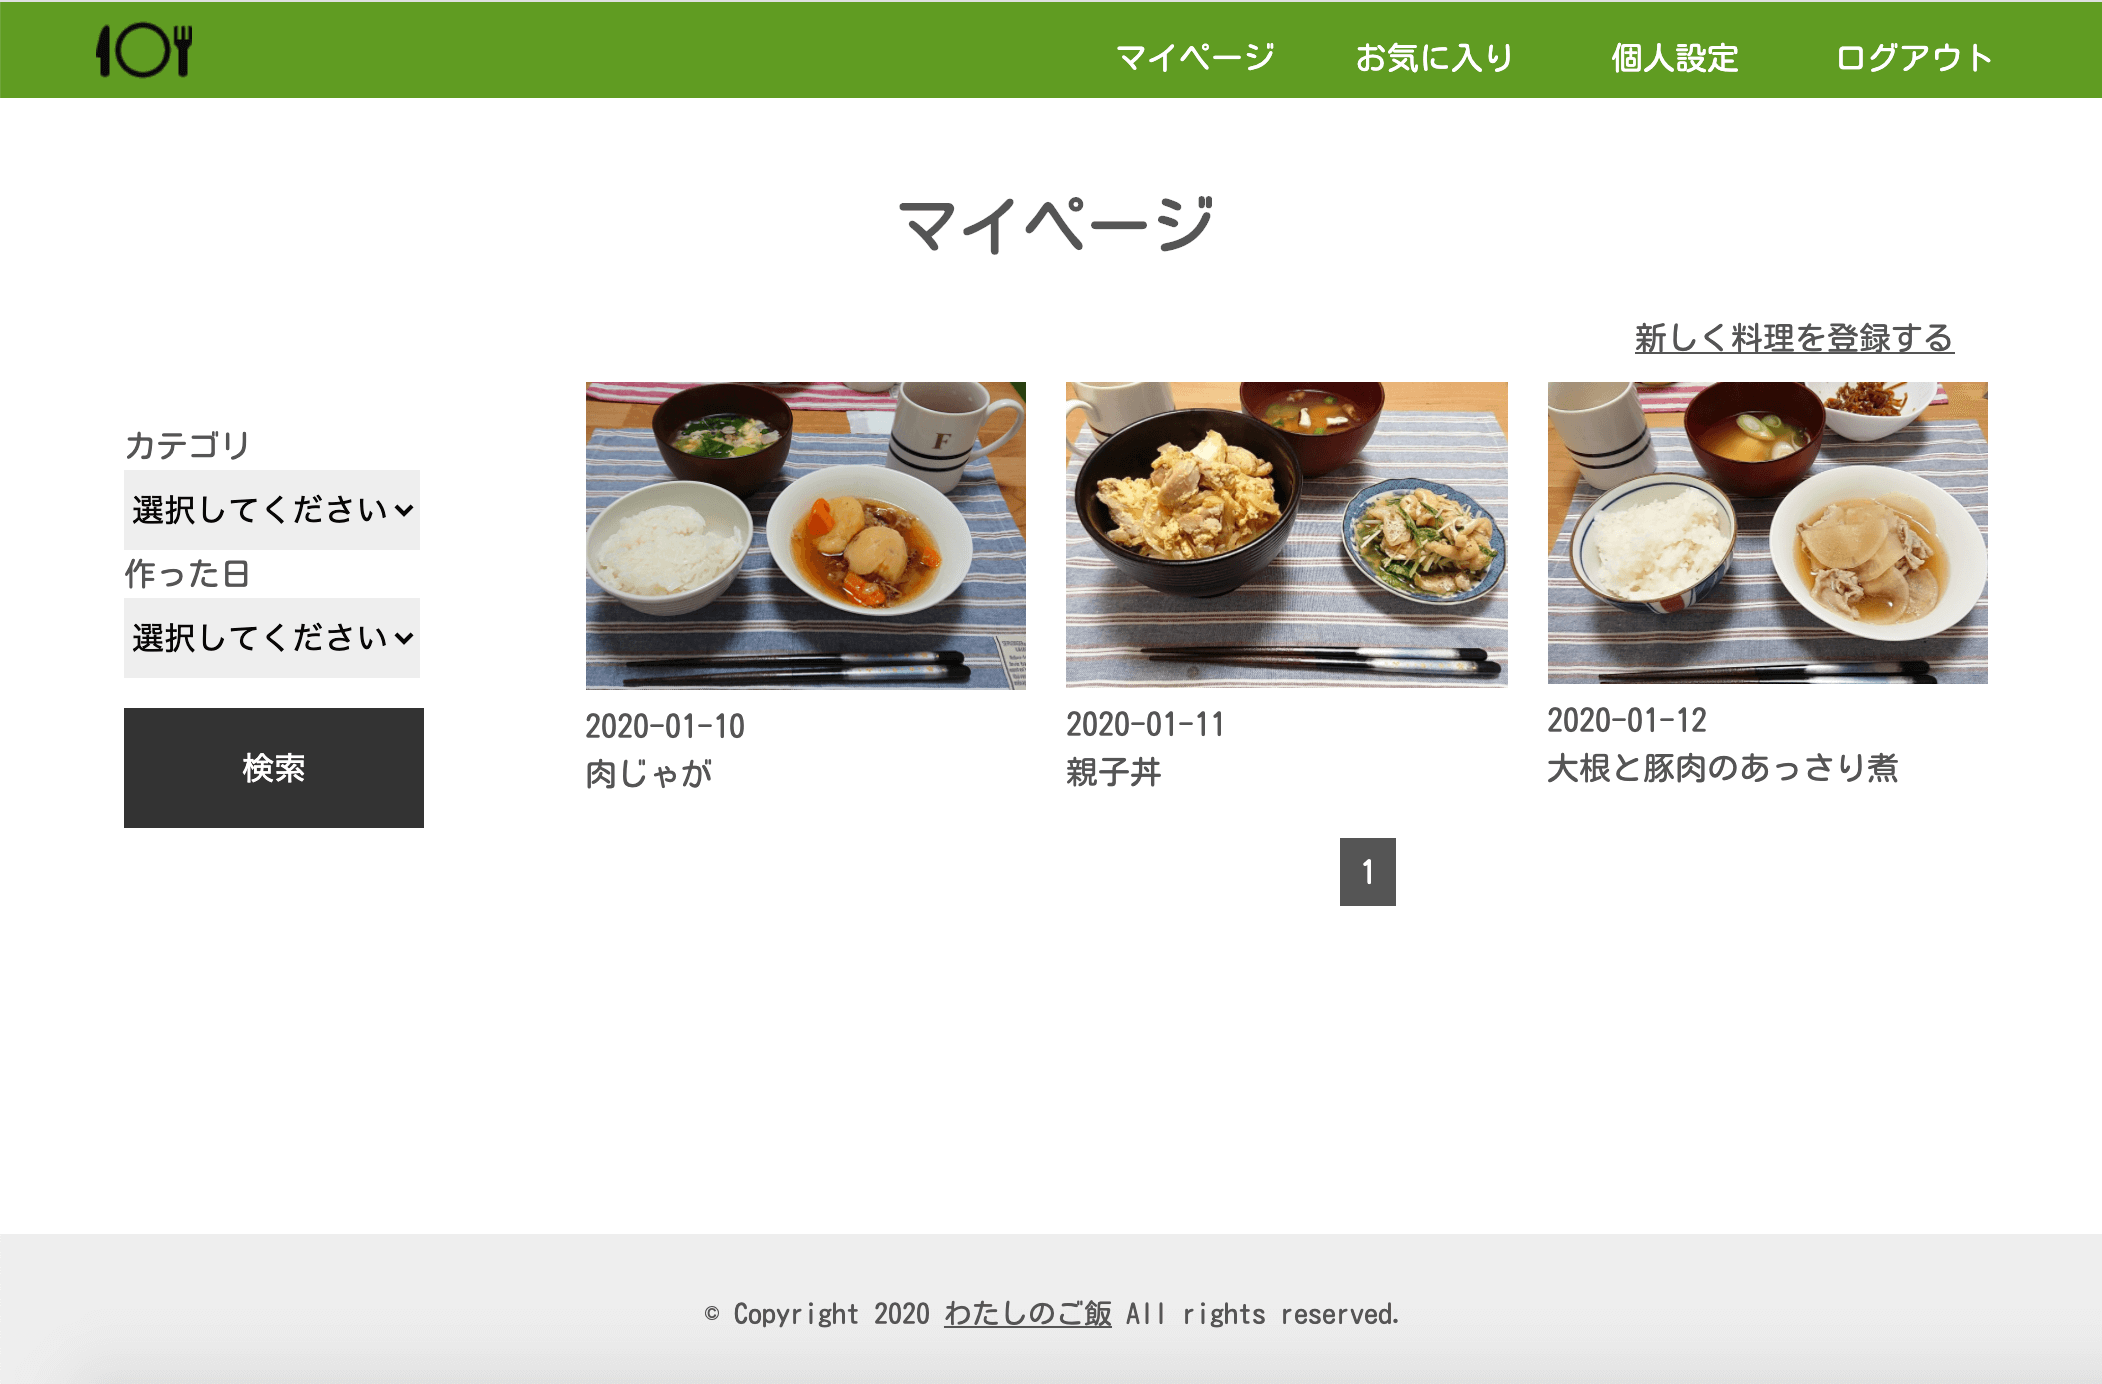 マイページ お気に入り 個人設定 ログアウト
マイページ
新しく料理を登録する
カテゴリ
選択してください
作った日
選択してください
検索
F
2020-01-10
肉じゃが
2020-01-11
親子丼
2020-01-12
大根と豚肉のあっさり煮
1
© Copyright 2020 わたしのご飯 All rights reserved.